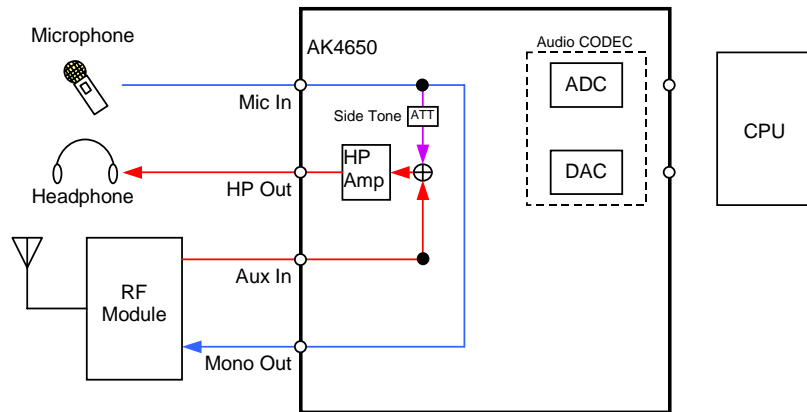 Microphone
AK4650
Audio CODEC
ADC
Mic In
Side Tone
ATT
CPU
HP
Amp
DAC
Headphone
HP Out
RF
Module
Aux In
Mono Out